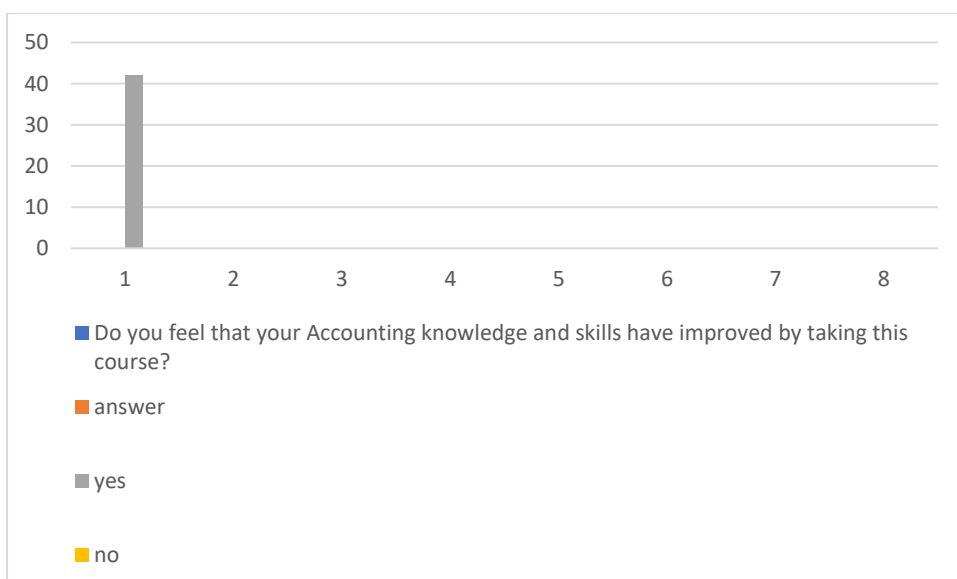 50
40
30
20
10
0
1 2 3 4 5 6 7 8
Do you feel that your Accounting knowledge and skills have improved by taking this
course?
answer
yes
no